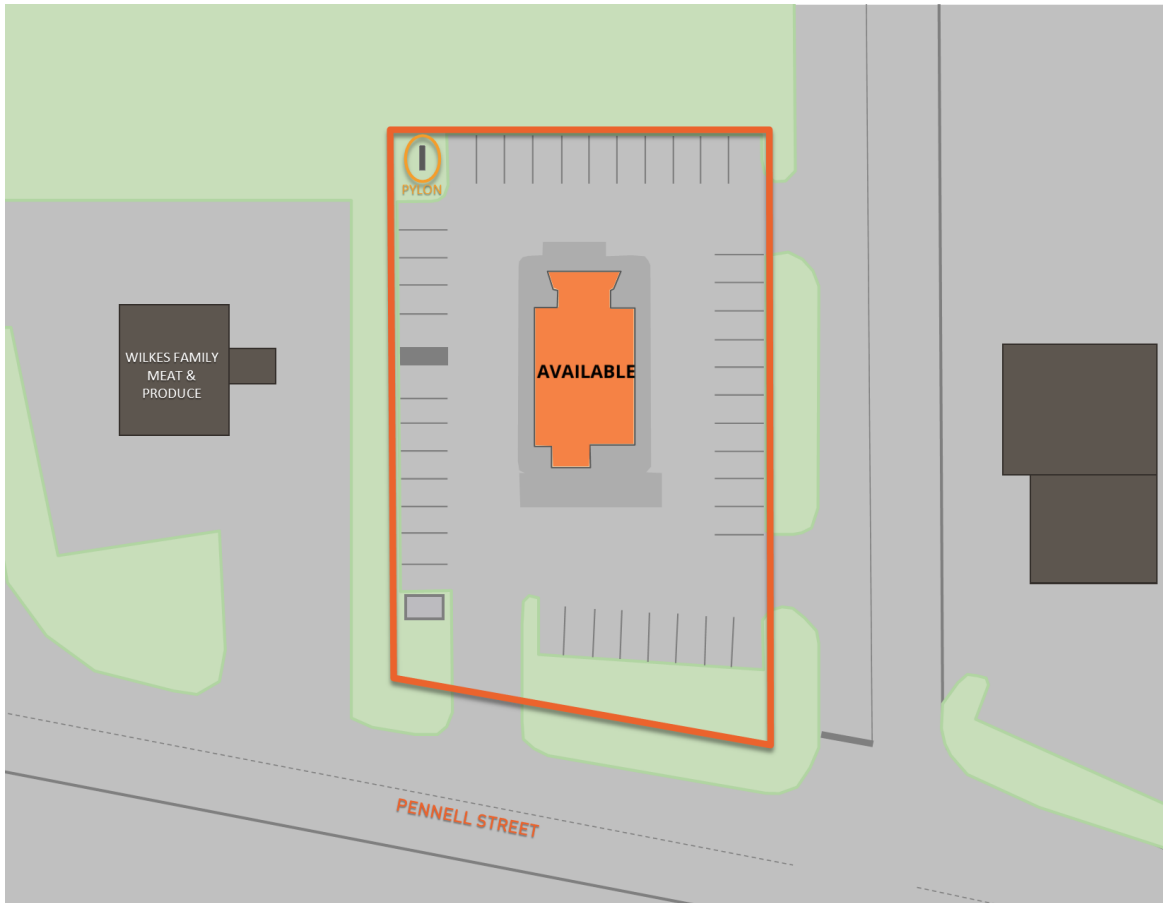 PYLON
WILKES FAMILY
MEAT &
PRODUCE
AVAILABLE
PENNELL STREET